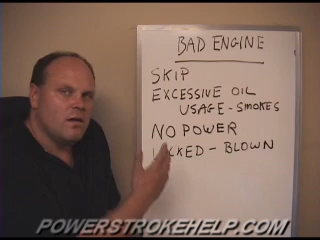 BAD ENGINE
SKIP
EXCESSIVE OIL
USAGE - SMOKES
NO POWER
- BLOWN
POWERSTROKEHELP.COM